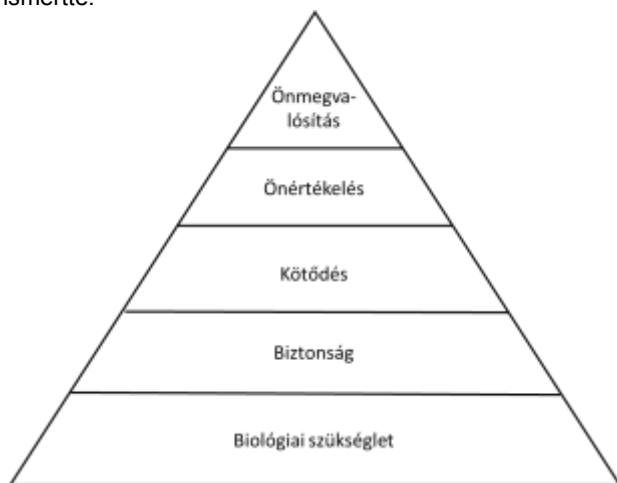 Önmegva-
lósítás
Önértékelés
Kötődés
Biztonság
Biológiai szükséglet